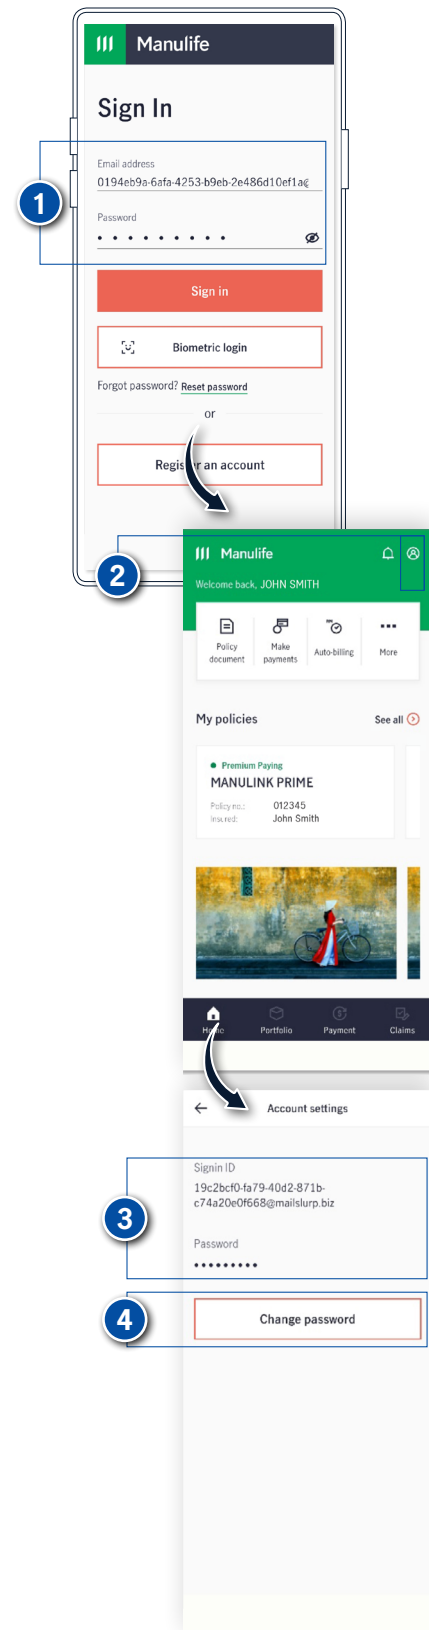 Manulife
Sign In
Email address
0194eb9a-6afa-4253-b9eb-2e486d10ef1a@
1
Password
Sign in
Biometric login
Forgot password? Reset password
or
Register an account
Manulife
2
Welcome back, JOHN SMITH
Policy document
Make payments
Auto-billing
More
My policies
See all
Premium Paying
MANULINK PRIME
Policy no.: 012345
Insured: John Smith
Home
Portfolio
Payment
Claims
Account settings
Signin ID
19c2bcf0-fa79-40d2-871b-
c74a20e0f668@mailslurp.biz
3
Password
4
Change password